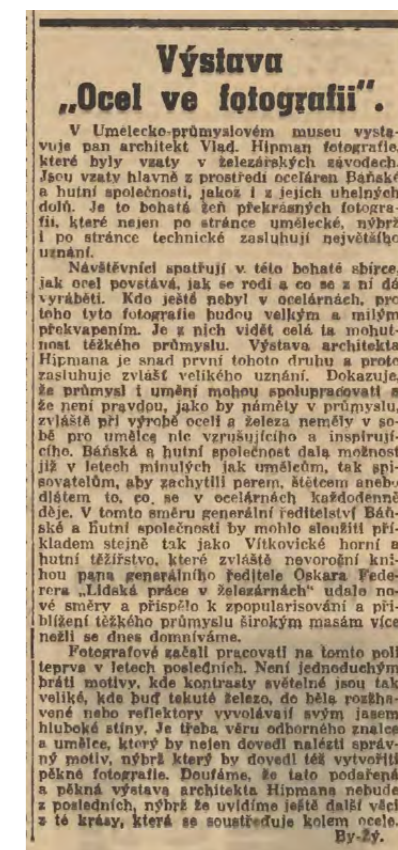 Výstava
„Ocel ve fotografii“.
V Umělecko-průmyslovém museu vysta-
vuje pan architekt Vlad. Hipman fotografie,
které byly vzaty v železářských závodech.
Jsou vzaty hlavně z prostředí oceláren Báňské
a hutní společnosti, jakož i z jejich uhelných
dolů. Je to bohatá žeň překrásných fotogra-
fií, které nejen po stránce umělecké, nýbrž
i po stránce technické zasluhují největšího
uznání.
Návštěvníci spatřují v této bohaté sbírce,
jak ocel povstává, jak se rodí a co se z ní dá
vyráběti. Kdo ještě nebyl v ocelárnách, pro
toho tyto fotografie budou velkým a milým
překvapením. Je z nich vidět celá ta mohut-
nost těžkého průmyslu. Výstava architekta
Hipmana je snad první tohoto druhu a proto
zasluhuje zvlášť velikého uznání. Dokazuje,
že průmysl i umění mohou spolupracovati a
že není pravdou, jako by náměty v průmyslu,
zvláště při výrobě oceli a železa neměly v so-
bě pro umělce nic vzrušujícího a inspirují-
cího. Báňská a hutní společnost dala možnost
již v letech minulých jak umělcům, tak spi-
sovatelům, aby zachytili perem, štětcem anebo
dlátem to, co se v ocelárnách každodenně
děje. V tomto směru generální ředitelství Báň-
ské a hutní společnosti by mohlo sloužiti pří-
kladem stejně tak jako Vítkovické horní a
hutní těžířstvo, které zvláště nevoroční kni-
hou pana generálního ředitele Oskara Fede-
rera „Lidská práce v železárnách“ udalo no-
vé směry a přispělo k zpopularisování a při-
blížení těžkého průmyslu širokým masám více
nežli se dnes domníváme.
Fotografové začali pracovati na tomto poli
teprva v letech posledních. Není jednoduchým
bráti motivy, kde kontrasty světelné jsou tak
veliké, kde buď tekuté železo, do běla rozžha-
vené nebo reflektory vyvolávají svým jasem
hluboké stíny. Je třeba věru odborného znalce
a umělce, který by nejen dovedl nalézti správ-
ný motiv, nýbrž který by dovedl též vytvořiti
pěkné fotografie. Doufáme, že tato podařená
a pěkná výstava architekta Hipmana nebude
z posledních, nýbrž že uvidíme ještě další věci
z té krásy, která se soustřeďuje kolem ocele.
By-Žý.